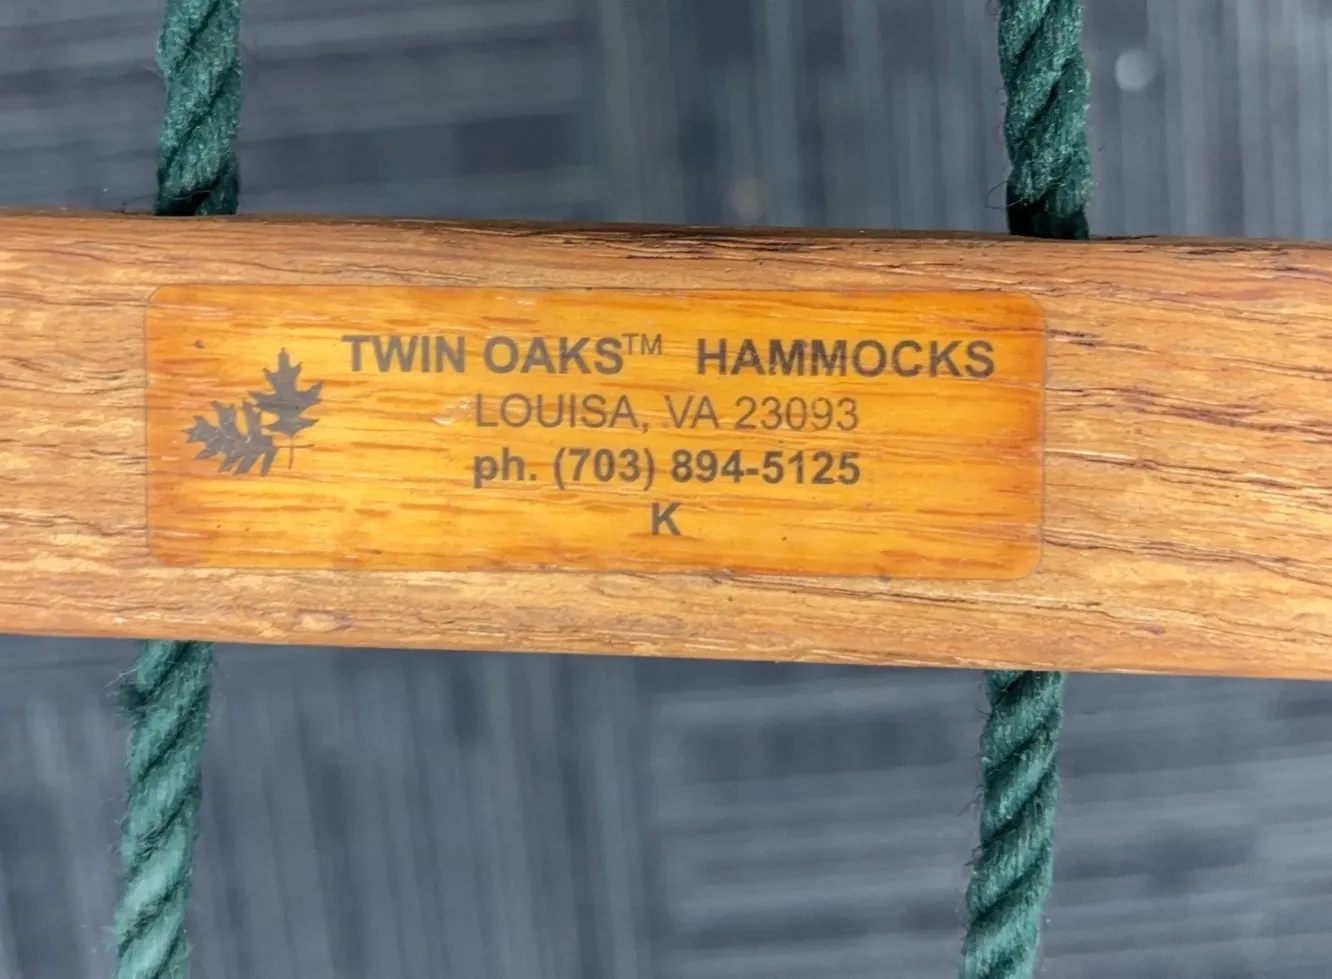 TWIN OAKS™ HAMMOCKS
LOUISA, VA 23093
ph. (703) 894-5125
K